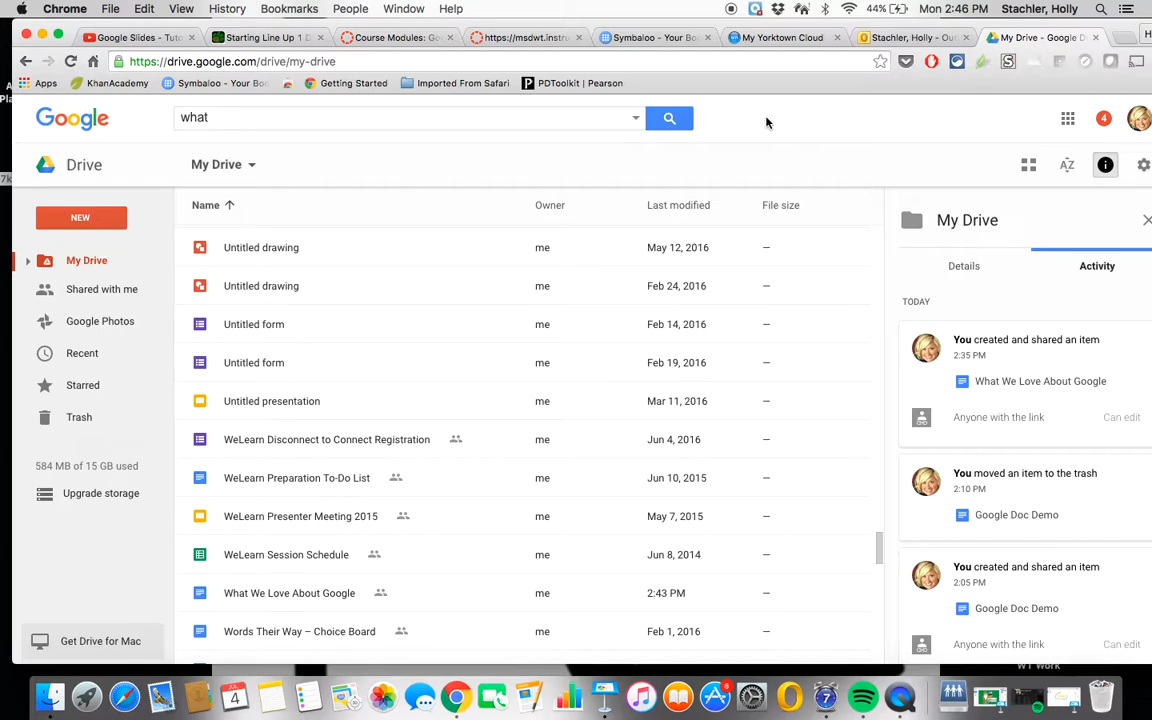 Chrome File Edit View History Bookmarks People Window Help 44% Mon 2:46 PM Stachler, Holly
Google Slides - Tuto Starting Line Up 1 D Course Modules: Go https://msdwt.instru Symbaloo - Your Bo My Yorktown Cloud Stachler, Holly - Ou My Drive - Google D
https://drive.google.com/drive/my-drive
Apps KhanAcademy Symbaloo - Your Bo Getting Started Imported From Safari PDToolkit | Pearson
Google what 4
Drive My Drive AZ
NEW
My Drive
Shared with me
Google Photos
Recent
Starred
Trash
584 MB of 15 GB used
Upgrade storage
Get Drive for Mac
Name Owner Last modified File size
Untitled drawing me May 12, 2016 —
Untitled drawing me Feb 24, 2016 —
Untitled form me Feb 14, 2016 —
Untitled form me Feb 19, 2016 —
Untitled presentation me Mar 11, 2016 —
WeLearn Disconnect to Connect Registration me Jun 4, 2016 —
WeLearn Preparation To-Do List me Jun 10, 2015 —
WeLearn Presenter Meeting 2015 me May 7, 2015 —
WeLearn Session Schedule me Jun 8, 2014 —
What We Love About Google me 2:43 PM —
Words Their Way – Choice Board me Feb 1, 2016 —
My Drive
Details Activity
TODAY
You created and shared an item
2:35 PM
What We Love About Google
Anyone with the link Can edit
You moved an item to the trash
2:10 PM
Google Doc Demo
You created and shared an item
2:05 PM
Google Doc Demo
Anyone with the link Can edit
WT Work
JUL
4
6
7